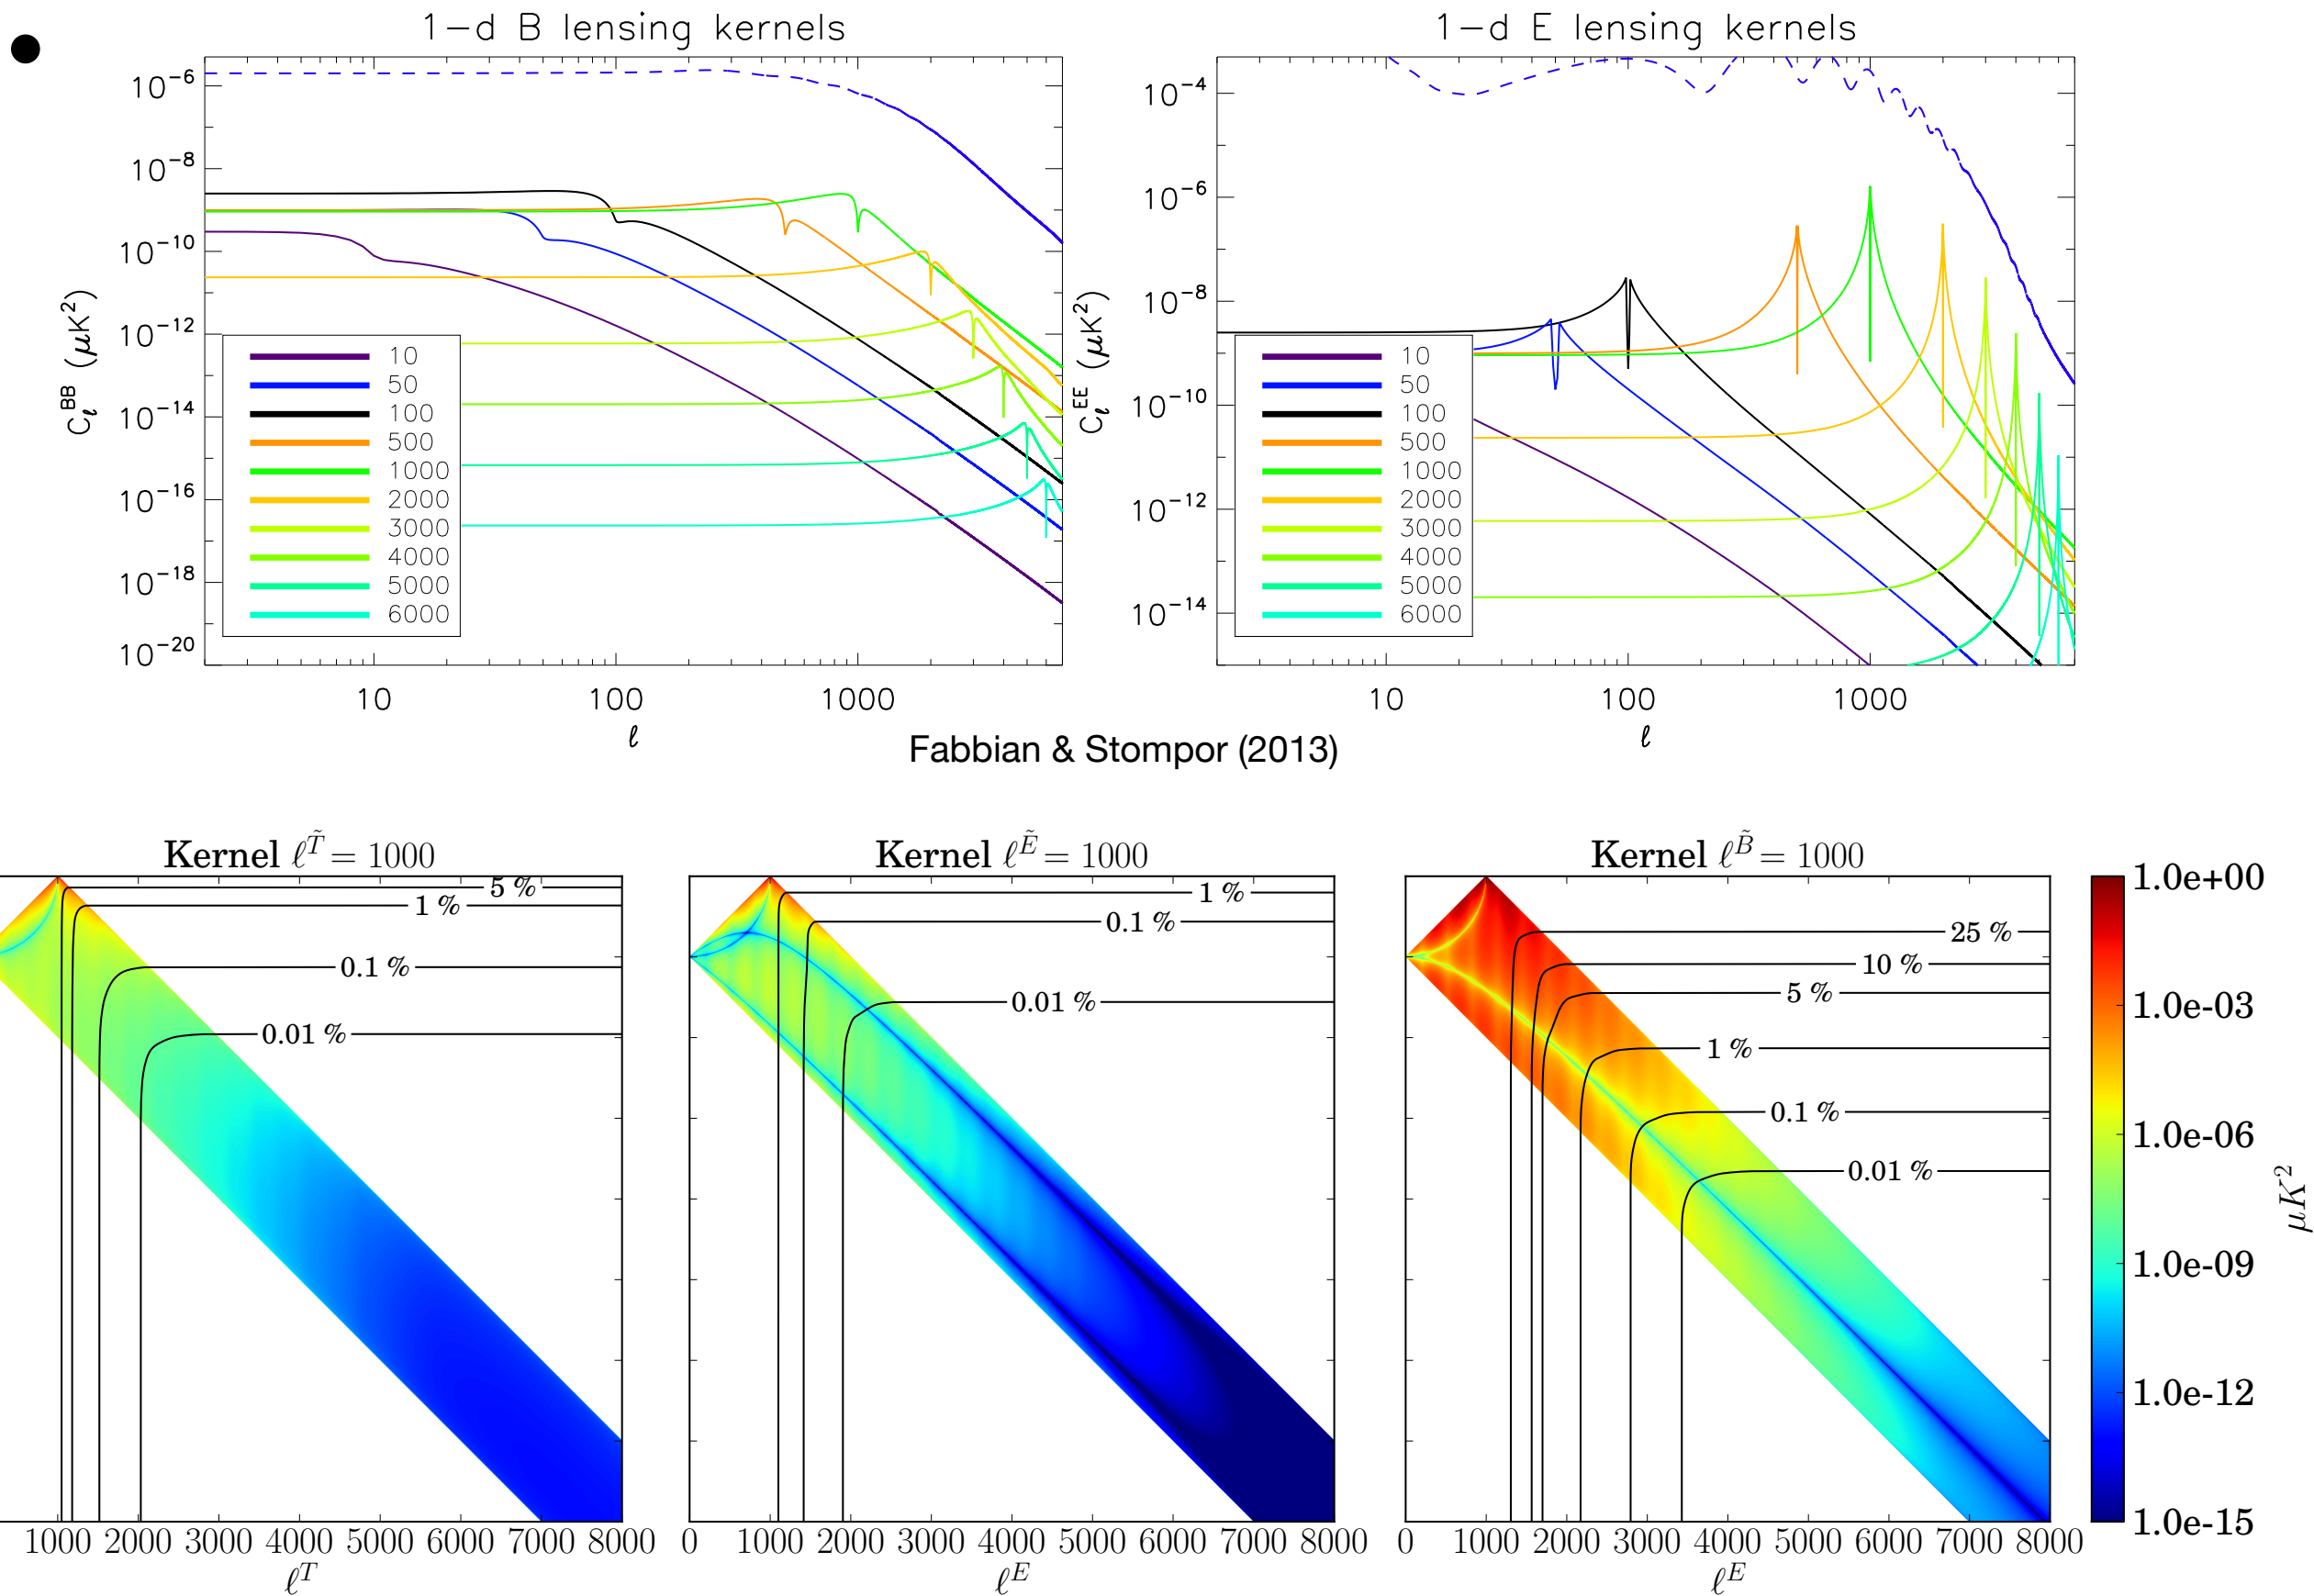 1-d B lensing kernels
10⁻⁶
10⁻⁸
10⁻¹⁰
10⁻¹²
10⁻¹⁴
10⁻¹⁶
10⁻¹⁸
10⁻²⁰
C_ℓ^BB (μK²)
10
50
100
500
1000
2000
3000
4000
5000
6000
10 100 1000
ℓ
1-d E lensing kernels
10⁻⁴
10⁻⁶
10⁻⁸
10⁻¹⁰
10⁻¹²
10⁻¹⁴
C_ℓ^EE (μK²)
10
50
100
500
1000
2000
3000
4000
5000
6000
10 100 1000
ℓ
Fabbian & Stompor (2013)
Kernel ℓ^T̃ = 1000
5 %
1 %
0.1 %
0.01 %
1000 2000 3000 4000 5000 6000 7000 8000
ℓ^T
Kernel ℓ^Ẽ = 1000
1 %
0.1 %
0.01 %
0 1000 2000 3000 4000 5000 6000 7000 8000
ℓ^E
Kernel ℓ^B̃ = 1000
25 %
10 %
5 %
1 %
0.1 %
0.01 %
0 1000 2000 3000 4000 5000 6000 7000 8000
ℓ^E
1.0e+00
1.0e-03
1.0e-06
1.0e-09
1.0e-12
1.0e-15
μK²